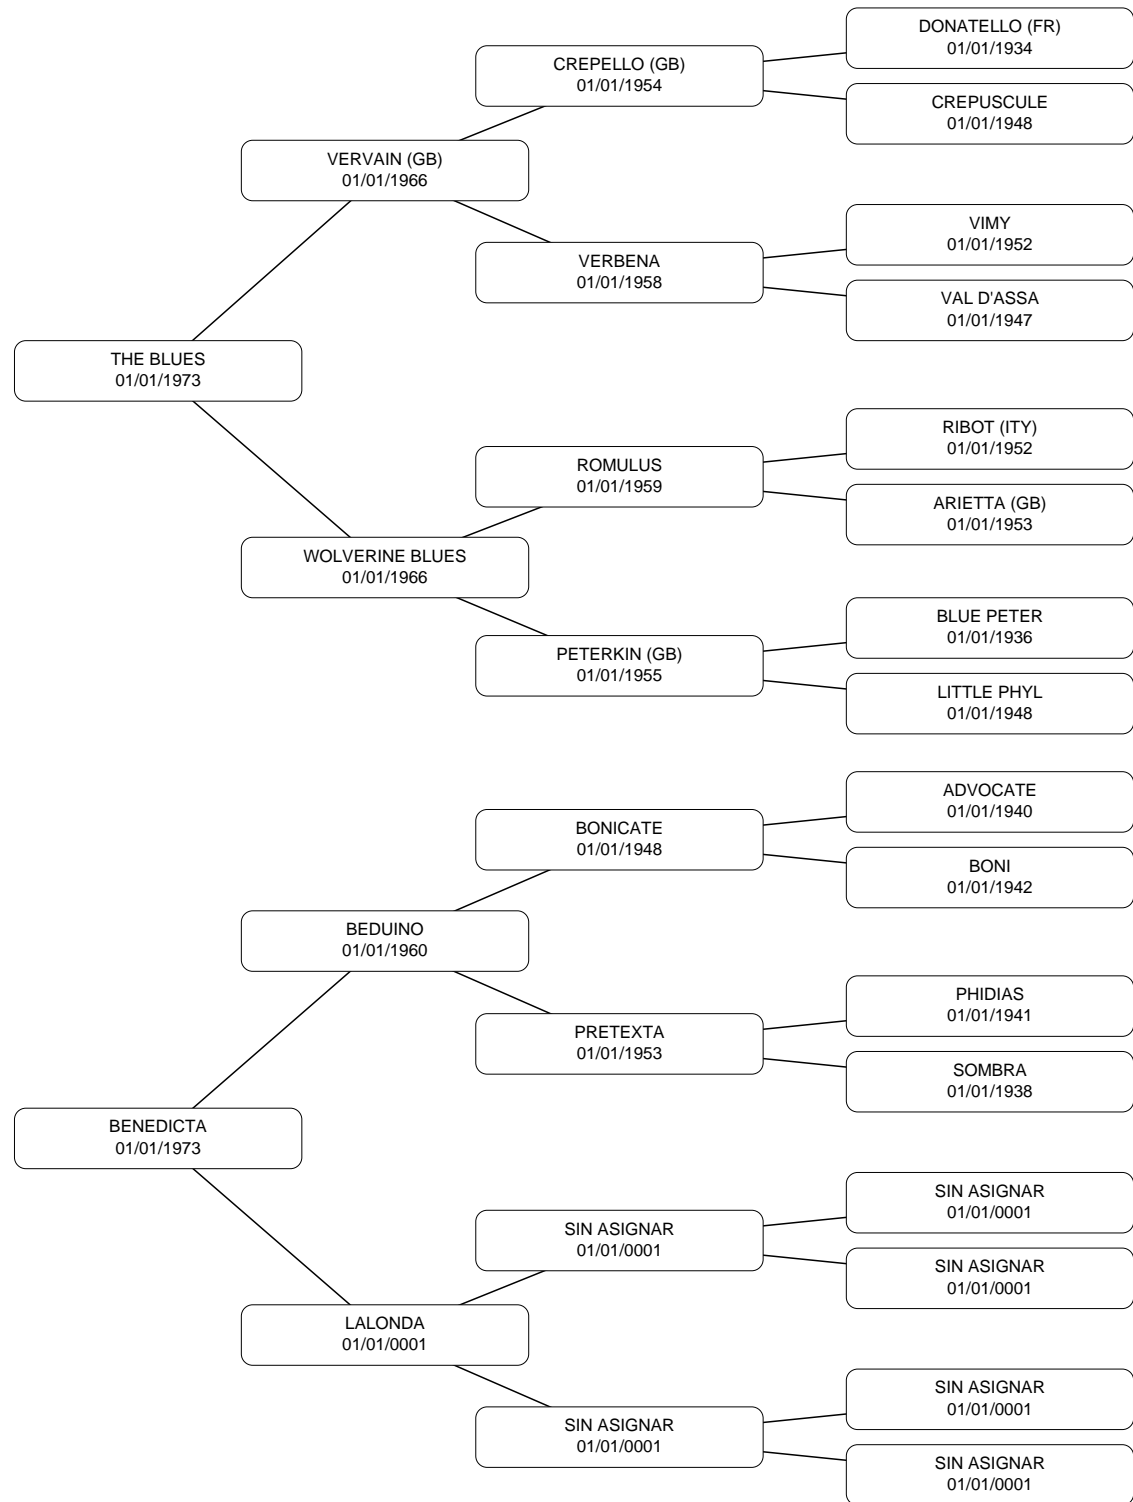 DONATELLO (FR)
01/01/1934
CREPELLO (GB)
01/01/1954
CREPUSCULE
01/01/1948
VERVAIN (GB)
01/01/1966
VIMY
01/01/1952
VERBENA
01/01/1958
VAL D'ASSA
01/01/1947
THE BLUES
01/01/1973
RIBOT (ITY)
01/01/1952
ROMULUS
01/01/1959
ARIETTA (GB)
01/01/1953
WOLVERINE BLUES
01/01/1966
BLUE PETER
01/01/1936
PETERKIN (GB)
01/01/1955
LITTLE PHYL
01/01/1948
ADVOCATE
01/01/1940
BONICATE
01/01/1948
BONI
01/01/1942
BEDUINO
01/01/1960
PHIDIAS
01/01/1941
PRETEXTA
01/01/1953
SOMBRA
01/01/1938
BENEDICTA
01/01/1973
SIN ASIGNAR
01/01/0001
SIN ASIGNAR
01/01/0001
SIN ASIGNAR
01/01/0001
LALONDA
01/01/0001
SIN ASIGNAR
01/01/0001
SIN ASIGNAR
01/01/0001
SIN ASIGNAR
01/01/0001